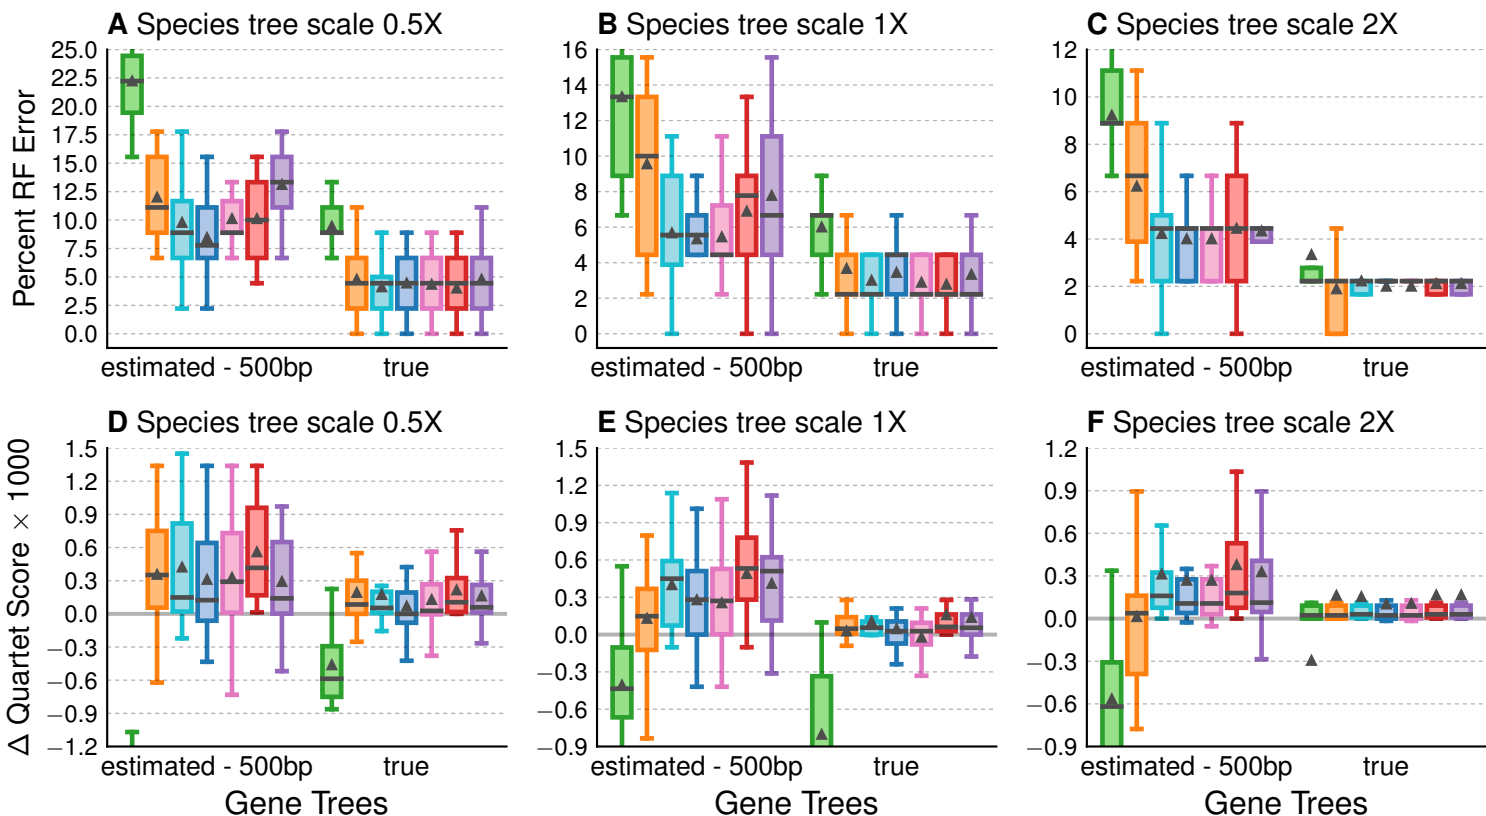 A Species tree scale 0.5X
B Species tree scale 1X
C Species tree scale 2X
Percent RF Error
25.0
22.5
20.0
17.5
15.0
12.5
10.0
7.5
5.0
2.5
0.0
estimated - 500bp
true
16
14
12
10
8
6
4
2
0
estimated - 500bp
true
12
10
8
6
4
2
0
estimated - 500bp
true
D Species tree scale 0.5X
E Species tree scale 1X
F Species tree scale 2X
Δ Quartet Score × 1000
1.5
1.2
0.9
0.6
0.3
0.0
−0.3
−0.6
−0.9
−1.2
estimated - 500bp
true
Gene Trees
1.5
1.2
0.9
0.6
0.3
0.0
−0.3
−0.6
−0.9
estimated - 500bp
true
Gene Trees
1.2
0.9
0.6
0.3
0.0
−0.3
−0.6
−0.9
estimated - 500bp
true
Gene Trees